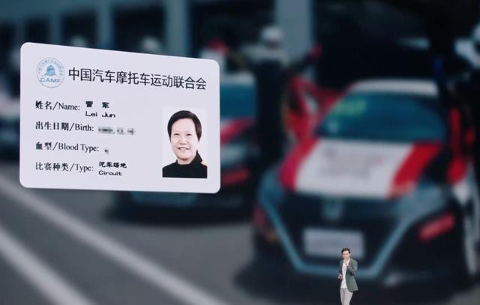 CAMF
中国汽车摩托车运动联合会
姓名/Name: 雷 军
Lei Jun
出生日期/Birth:
血型/Blood Type:
比赛种类/Type: 汽车场地
Circuit